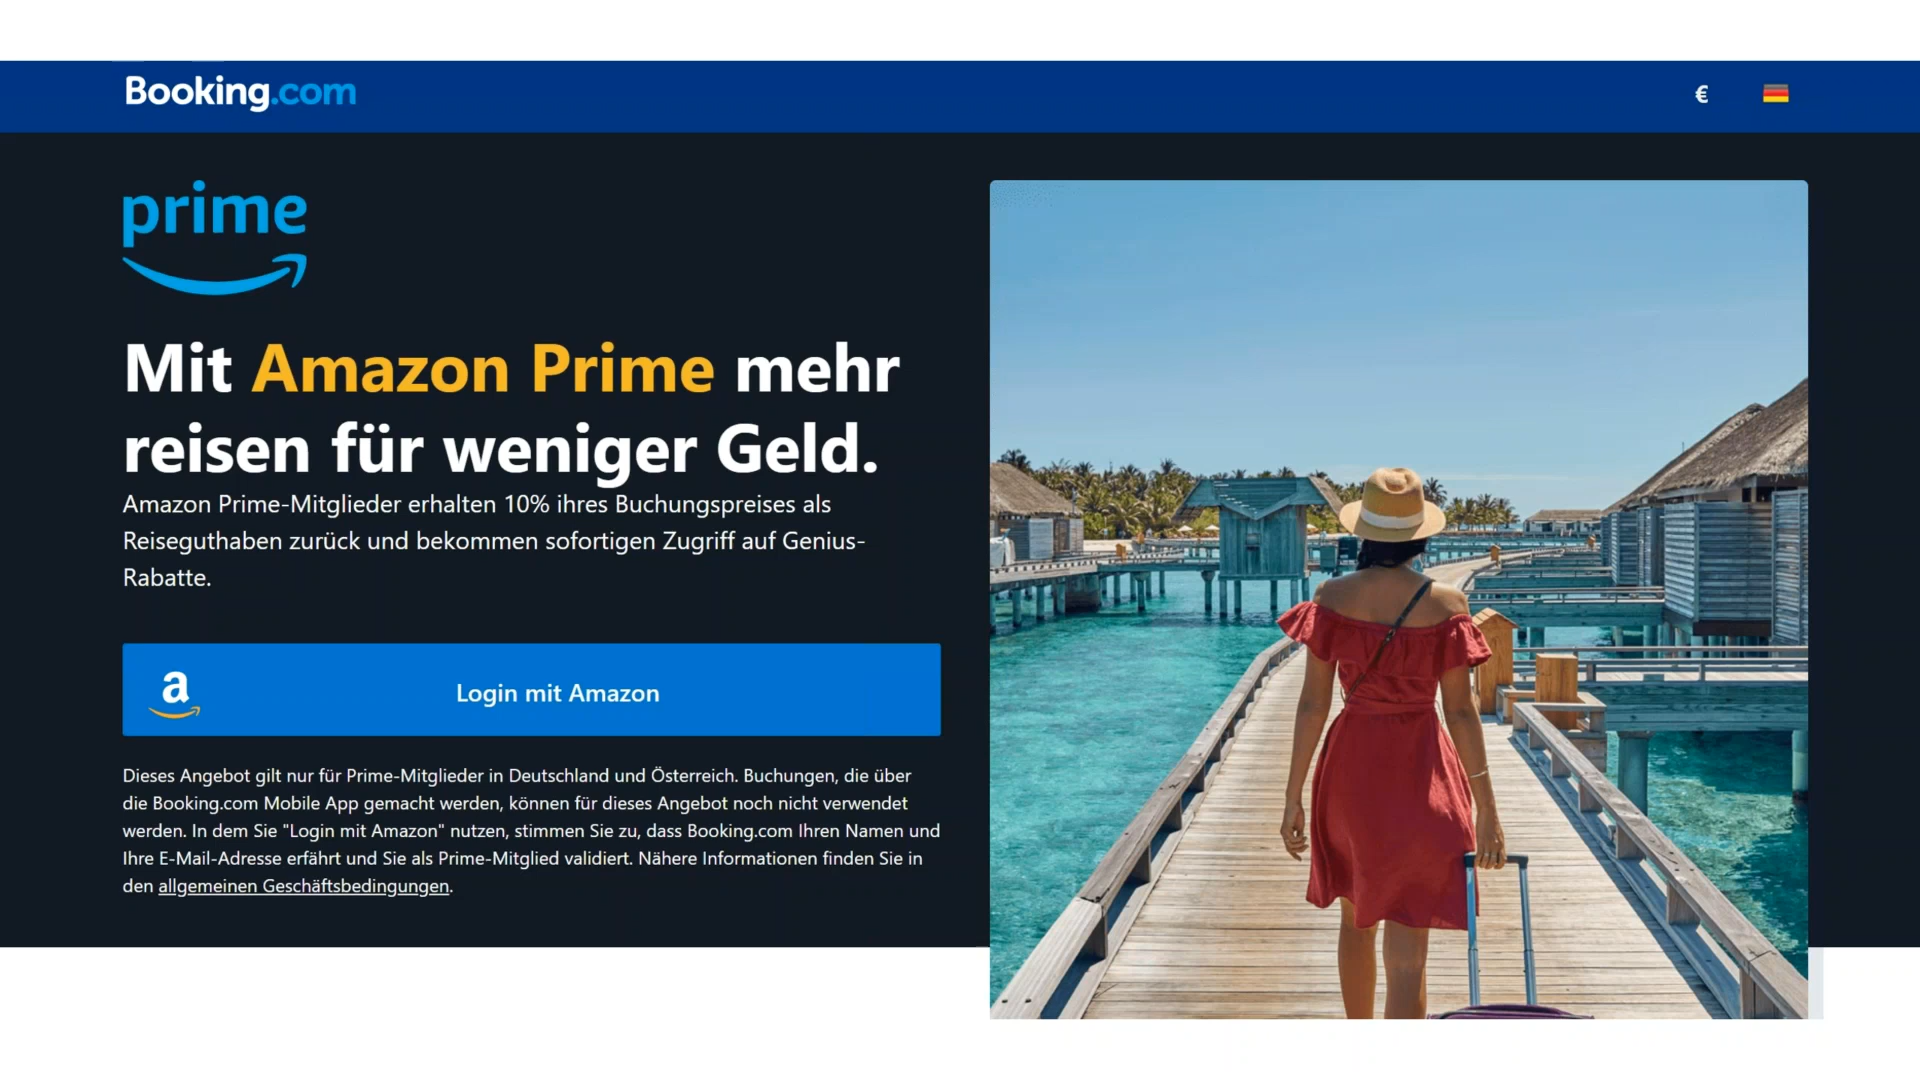 Booking.com
€
prime
Mit Amazon Prime mehr
reisen für weniger Geld.
Amazon Prime-Mitglieder erhalten 10% ihres Buchungspreises als
Reiseguthaben zurück und bekommen sofortigen Zugriff auf Genius-
Rabatte.
a
Login mit Amazon
Dieses Angebot gilt nur für Prime-Mitglieder in Deutschland und Österreich. Buchungen, die über
die Booking.com Mobile App gemacht werden, können für dieses Angebot noch nicht verwendet
werden. In dem Sie "Login mit Amazon" nutzen, stimmen Sie zu, dass Booking.com Ihren Namen und
Ihre E-Mail-Adresse erfährt und Sie als Prime-Mitglied validiert. Nähere Informationen finden Sie in
den allgemeinen Geschäftsbedingungen.